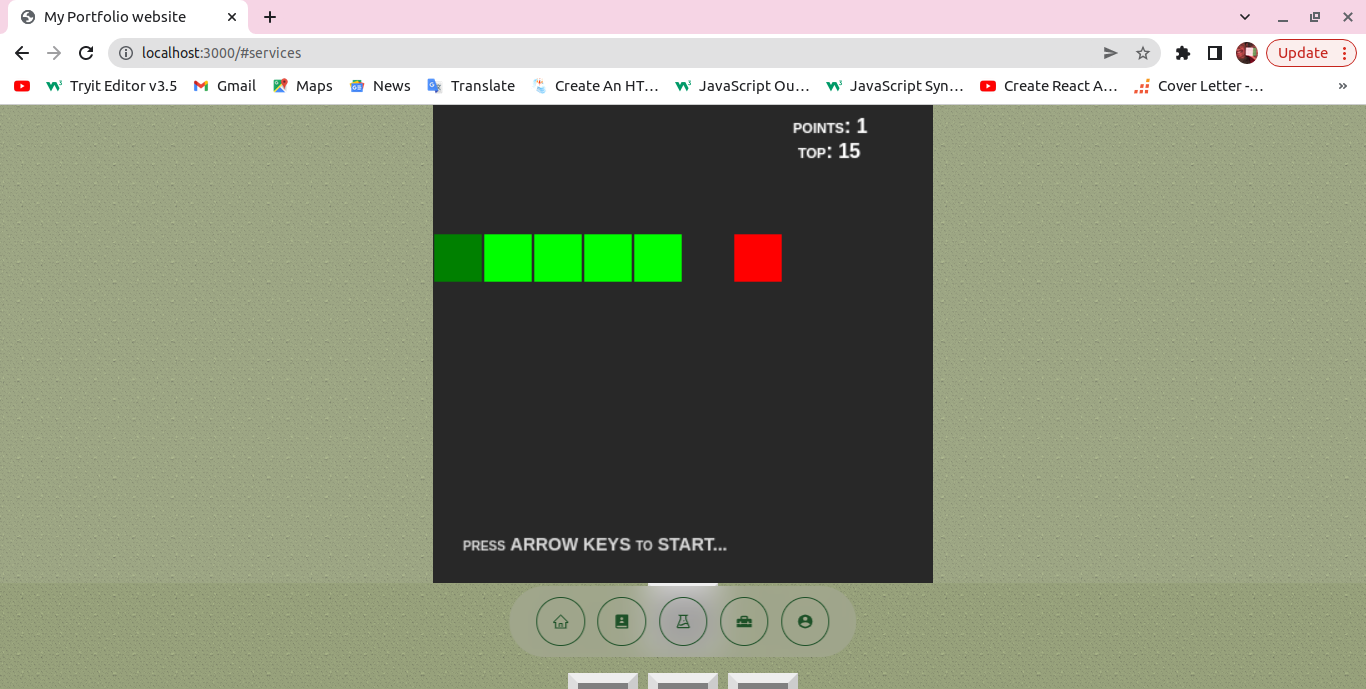 My Portfolio website
localhost:3000/#services
Update
Tryit Editor v3.5
Gmail
Maps
News
Translate
Create An HT...
JavaScript Ou...
JavaScript Syn...
Create React A...
Cover Letter -...
»
POINTS: 1
TOP: 15
PRESS ARROW KEYS TO START...